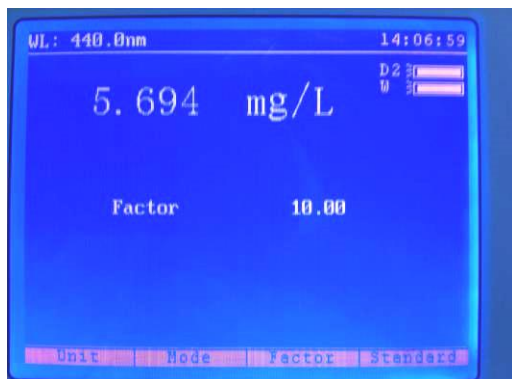 WL: 440.0nm 14:06:59
D2
5.694 mg/L W
Factor 10.00
Unit Mode Factor Standard